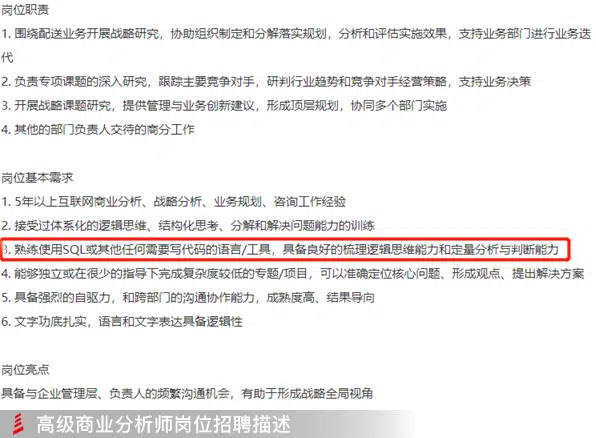 岗位职责
1. 围绕配送业务开展战略研究，协助组织制定和分解落实规划，分析和评估实施效果，支持业务部门进行业务迭
代
2. 负责专项课题的深入研究，跟踪主要竞争对手，研判行业趋势和竞争对手经营策略，支持业务决策
3. 开展战略课题研究，提供管理与业务创新建议，形成顶层规划，协同多个部门实施
4. 其他的部门负责人交待的商分工作
岗位基本需求
1. 5年以上互联网商业分析、战略分析、业务规划、咨询工作经验
2. 接受过体系化的逻辑思维、结构化思考、分解和解决问题能力的训练
3. 熟练使用SQL或其他任何需要写代码的语言/工具，具备良好的梳理逻辑思维能力和定量分析与判断能力
4. 能够独立或在很少的指导下完成复杂度较低的专题/项目，可以准确定位核心问题、形成观点、提出解决方案
5. 具备强烈的自驱力，和跨部门的沟通协作能力，成熟度高、结果导向
6. 文字功底扎实，语言和文字表达具备逻辑性
岗位亮点
具备与企业管理层、负责人的频繁沟通机会，有助于形成战略全局视角
高级商业分析师岗位招聘描述